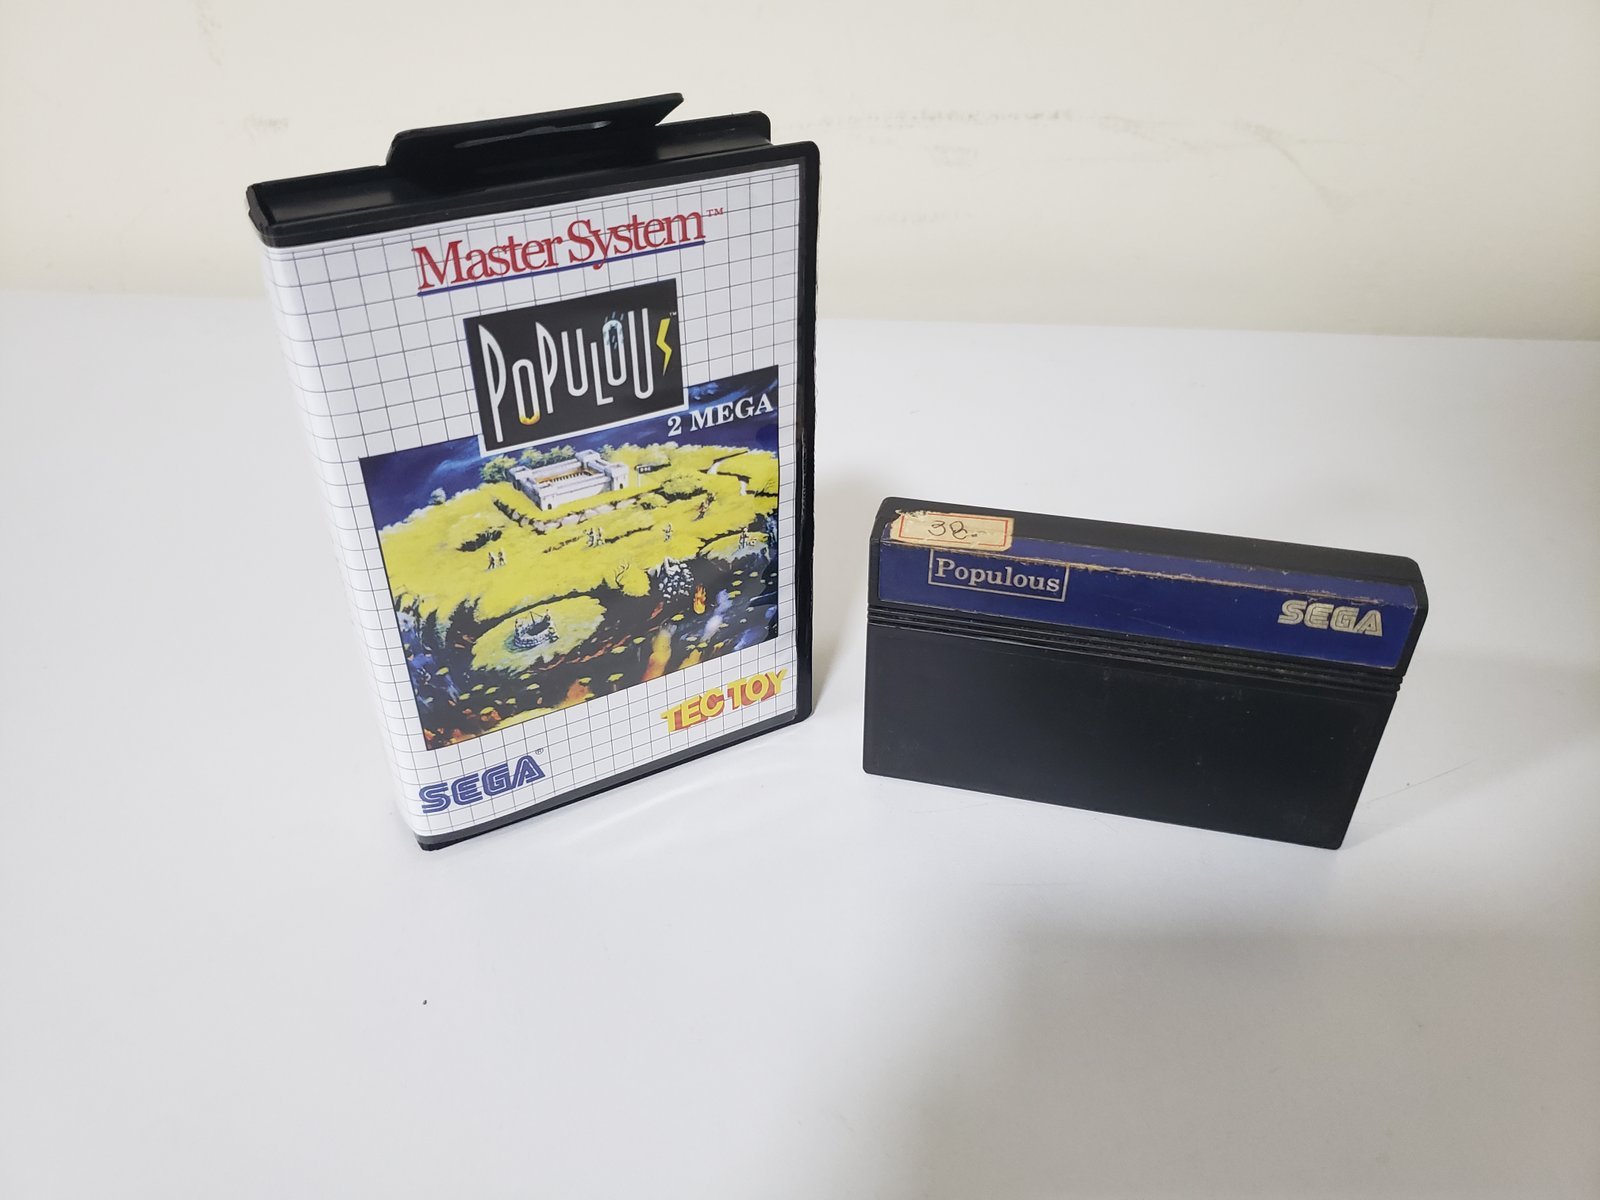 Master System™
POPULOUS™
2 MEGA
TEC TOY
SEGA®
38-
Populous
SEGA